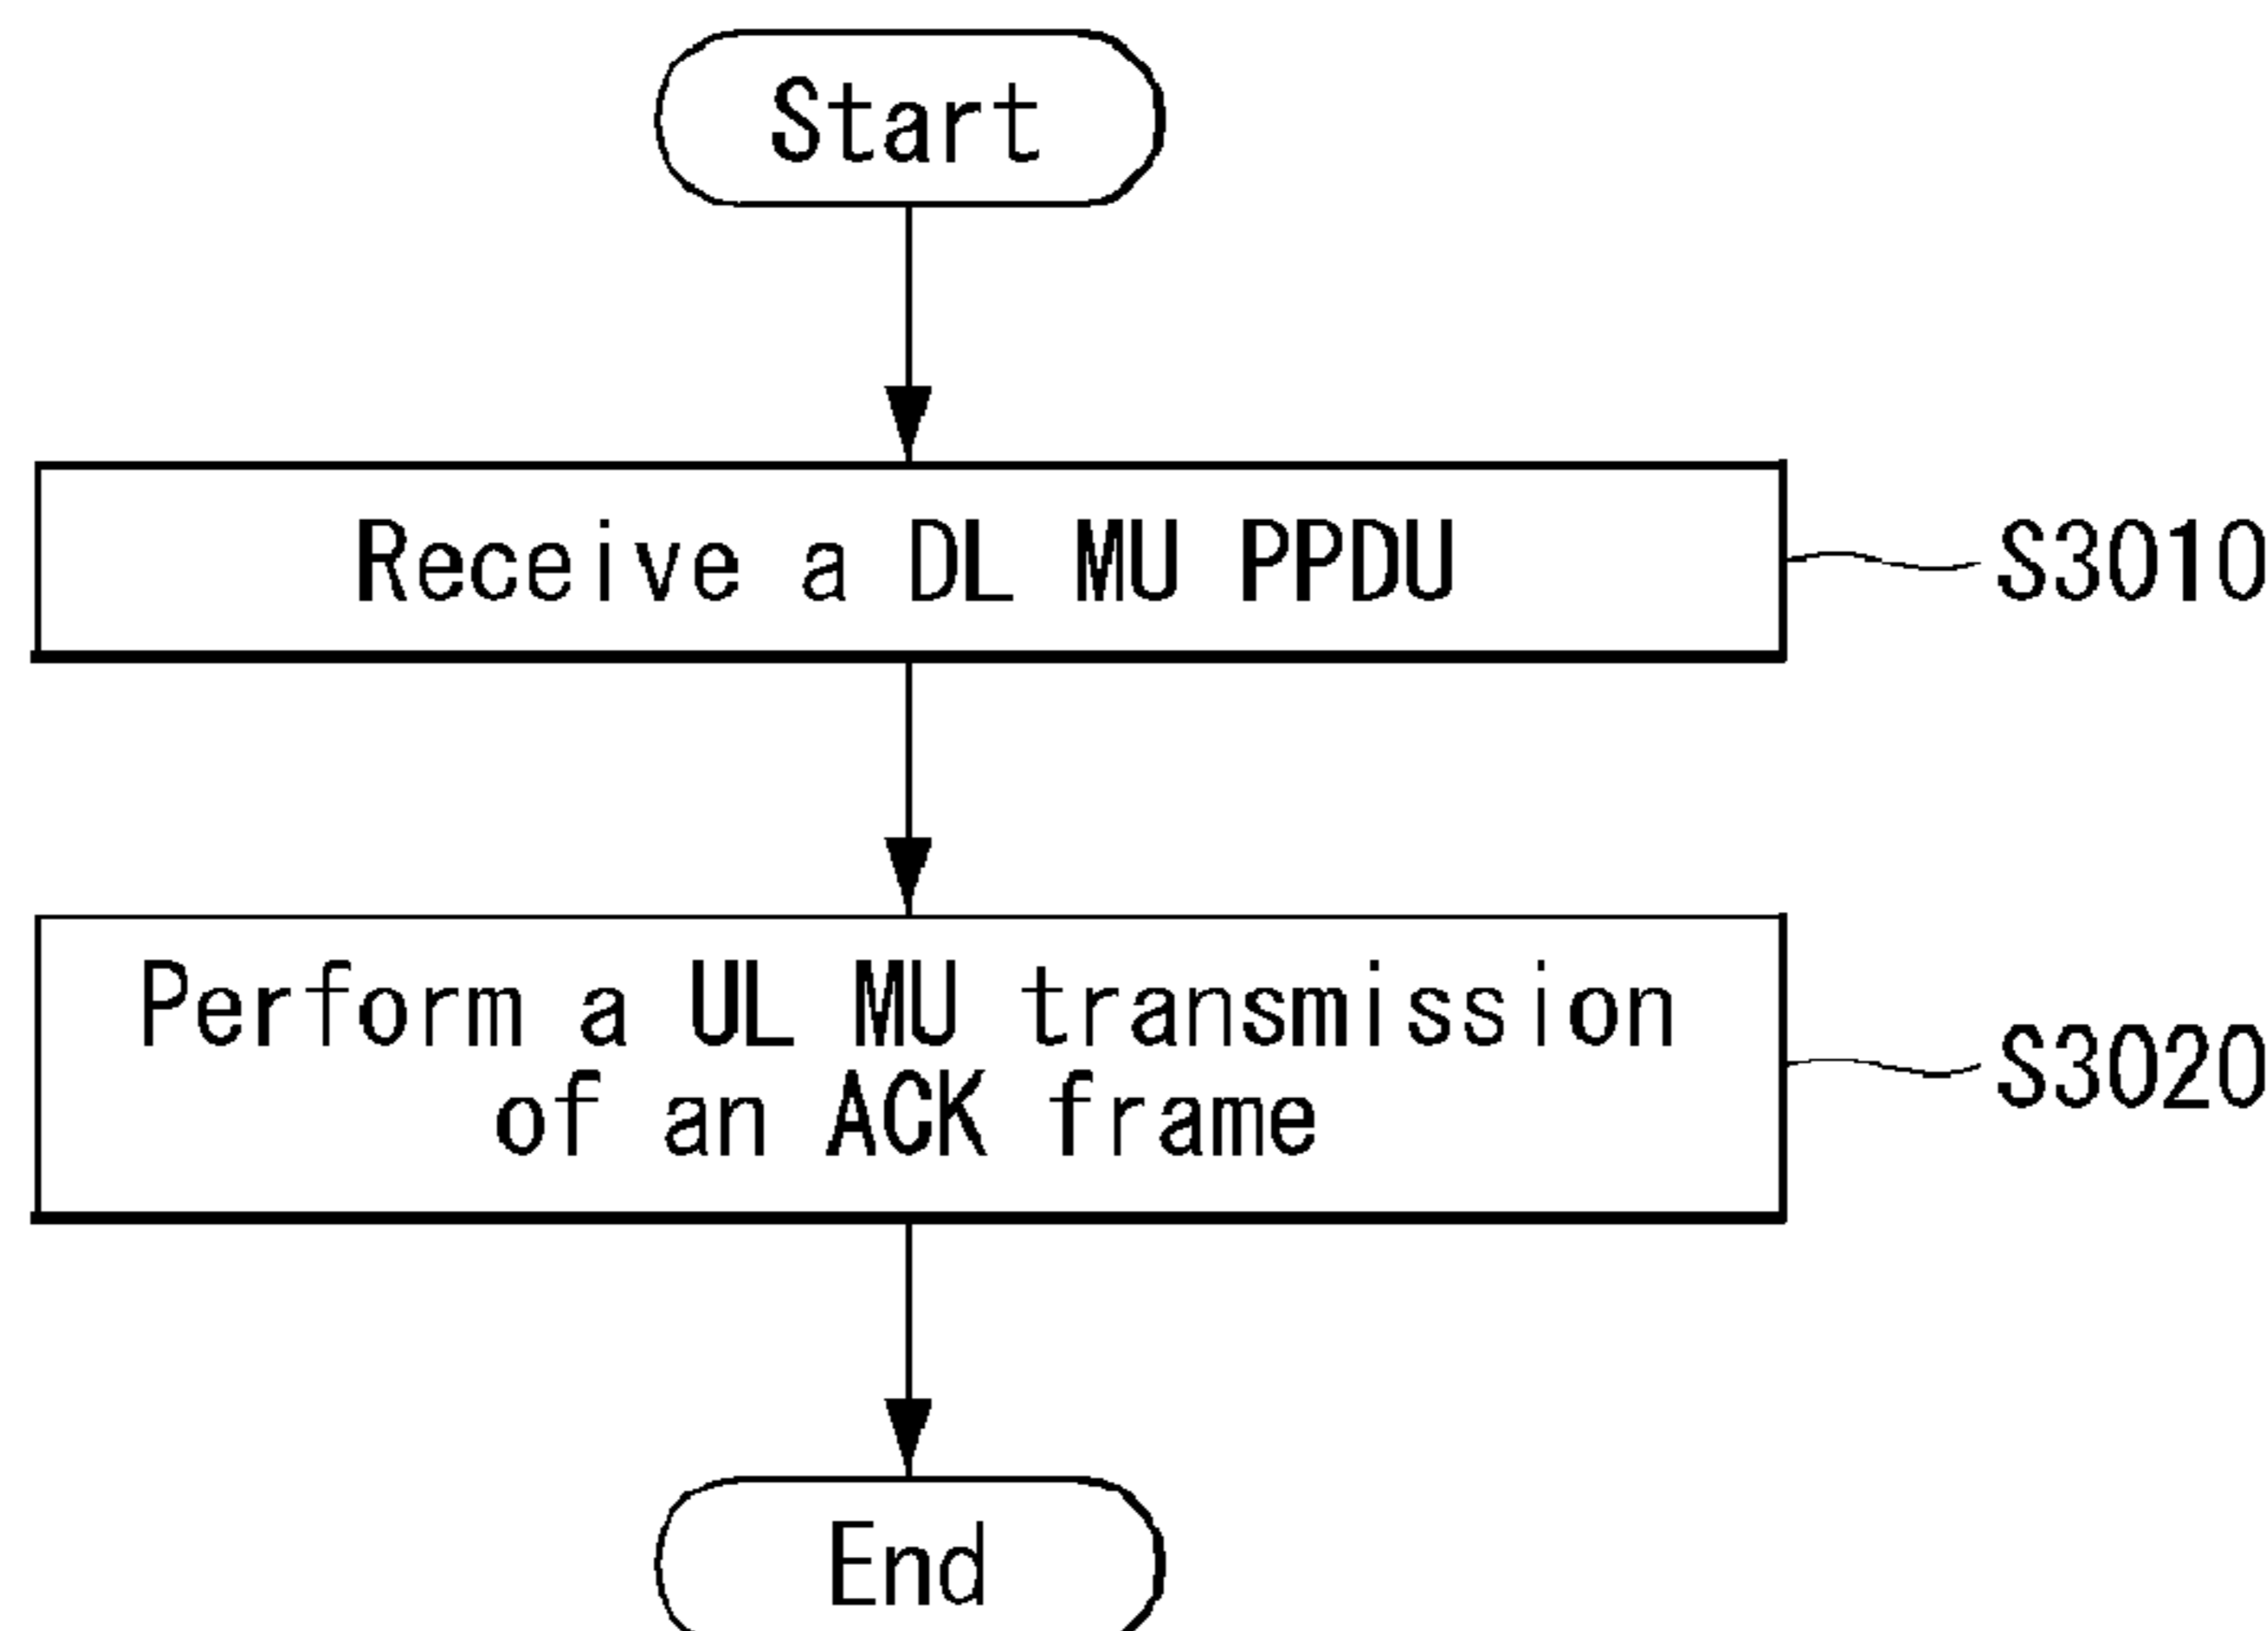 Start
Receive a DL MU PPDU
S3010
Perform a UL MU transmission
of an ACK frame
S3020
End